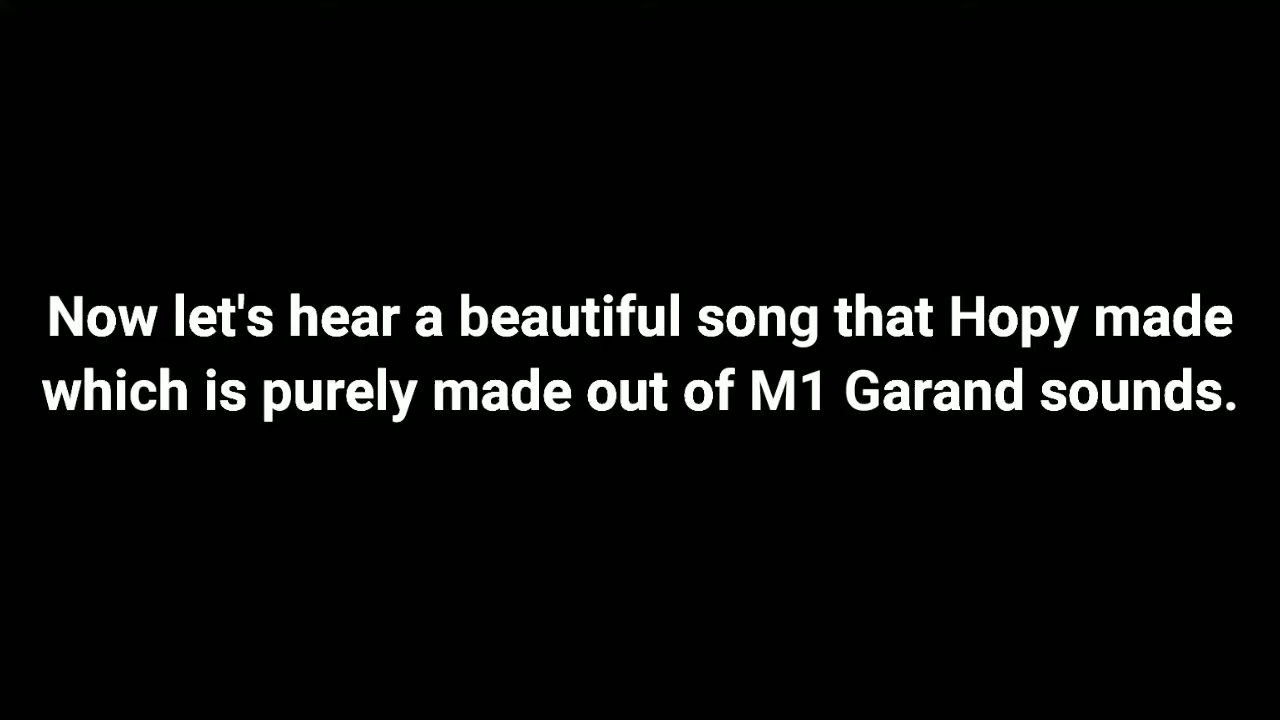 Now let's hear a beautiful song that Hopy made
which is purely made out of M1 Garand sounds.